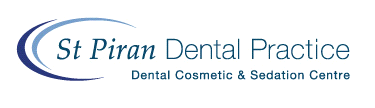 St Piran Dental Practice
Dental Cosmetic & Sedation Centre